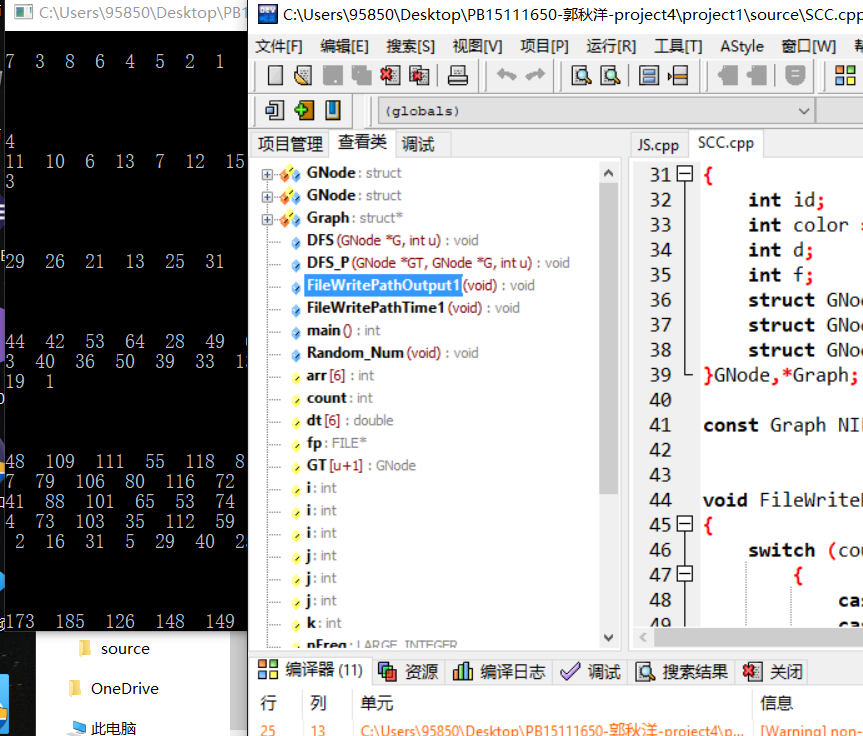 C:\Users\95850\Desktop\PB1
7 3 8 6 4 5 2 1
4
11 10 6 13 7 12 15
3
29 26 21 13 25 31
44 42 53 64 28 49
3 40 36 50 39 33
19 1
48 109 111 55 118
7 79 106 80 116 72
41 88 101 65 53 74
4 73 103 35 112 59
2 16 31 5 29 40
173 185 126 148 149
source
OneDrive
此电脑
C:\Users\95850\Desktop\PB15111650-郭秋洋-project4\project1\source\SCC.cpp
文件[F] 编辑[E] 搜索[S] 视图[V] 项目[P] 运行[R] 工具[T] AStyle 窗口[W]
(globals)
项目管理 查看类 调试
GNode : struct
GNode : struct
Graph : struct*
DFS (GNode *G, int u) : void
DFS_P (GNode *GT, GNode *G, int u) : void
FileWritePathOutput1 (void) : void
FileWritePathTime1 (void) : void
main () : int
Random_Num (void) : void
arr [6] : int
count : int
dt [6] : double
fp : FILE*
GT [u+1] : GNode
i : int
i : int
i : int
j : int
j : int
j : int
k : int
nFreq : LARGE_INTEGER
JS.cpp SCC.cpp
31 {
32 int id;
33 int color
34 int d;
35 int f;
36 struct GNod
37 struct GNod
38 struct GNod
39 }GNode,*Graph;
40
41 const Graph NI
42
43
44 void FileWrite
45 {
46 switch (cou
47 {
48 cas
49
编译器 (11) 资源 编译日志 调试 搜索结果 关闭
行 列 单元 信息
25 13 C:\Users\95850\Desktop\PB15111650-郭秋洋-project4\p... [Warning] non-